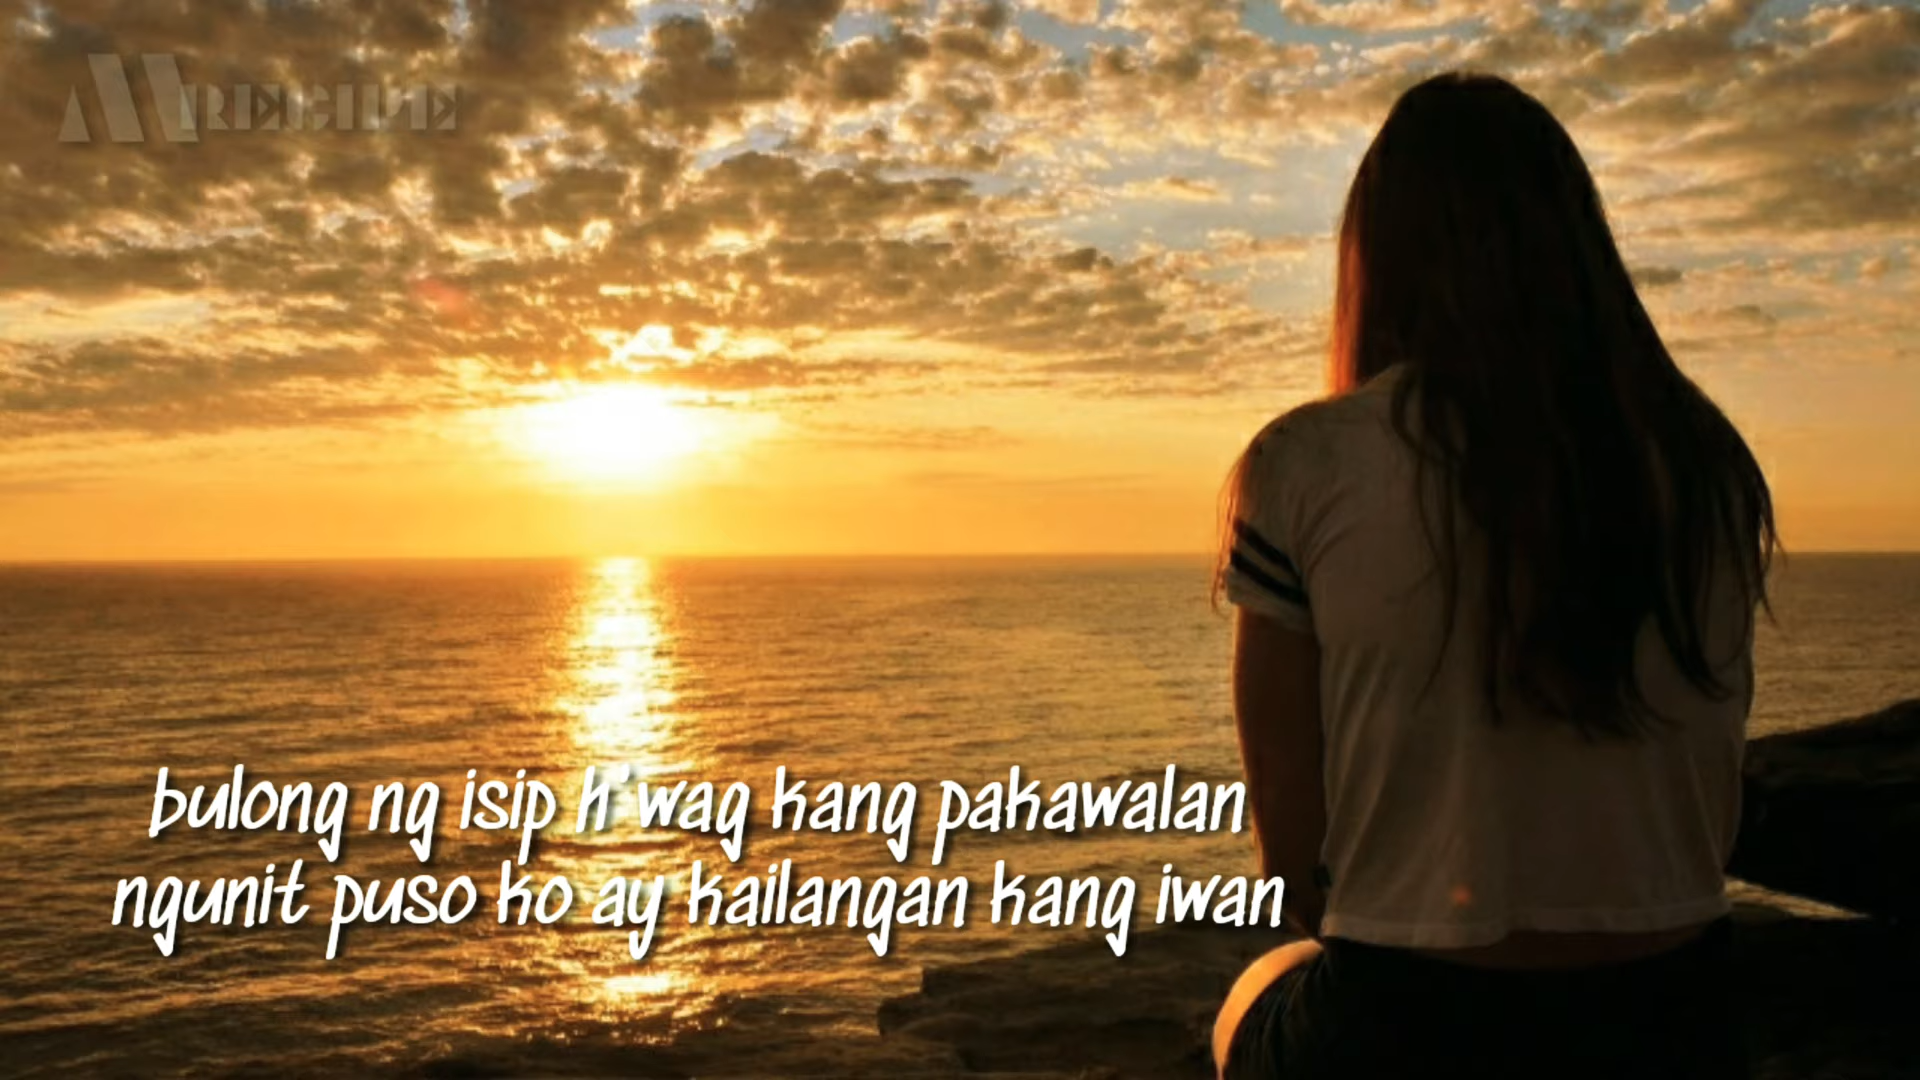 bulong ng isip h'wag kang pakawalan
ngunit puso ko ay kailangan kang iwan